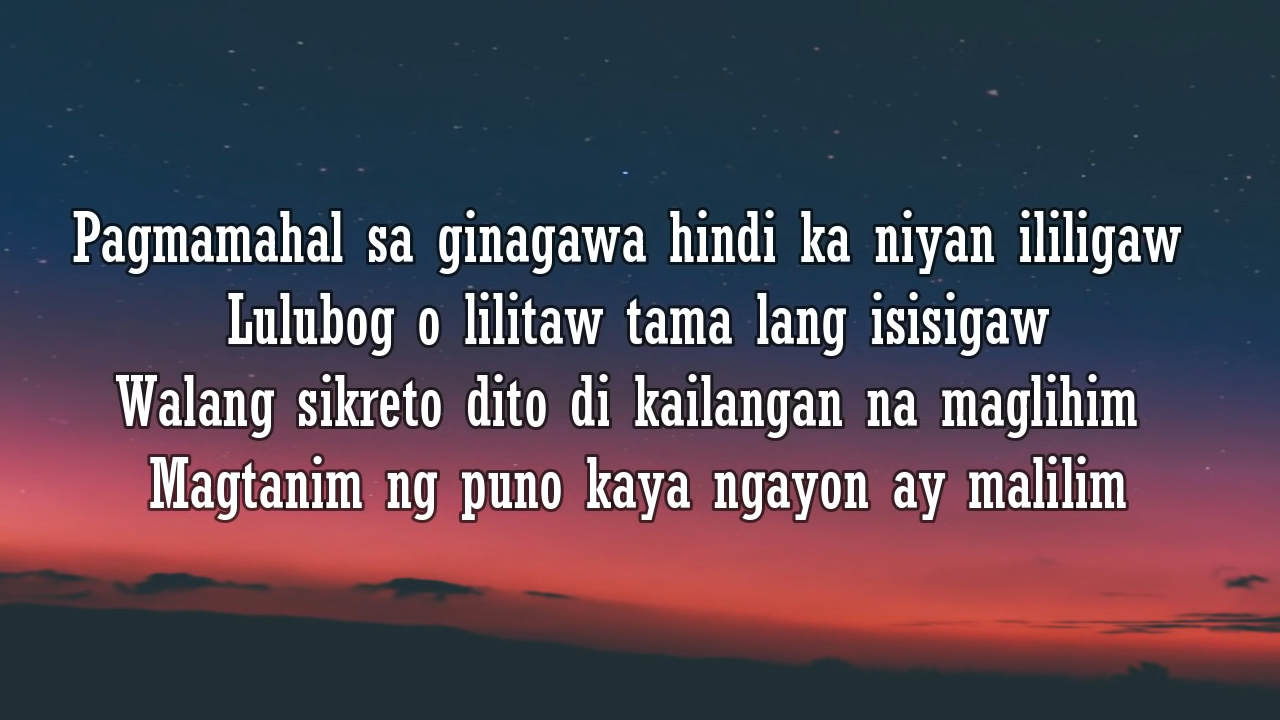 Pagmamahal sa ginagawa hindi ka niyan ililigaw
Lulubog o lilitaw tama lang isisigaw
Walang sikreto dito di kailangan na maglihim
Magtanim ng puno kaya ngayon ay malilim